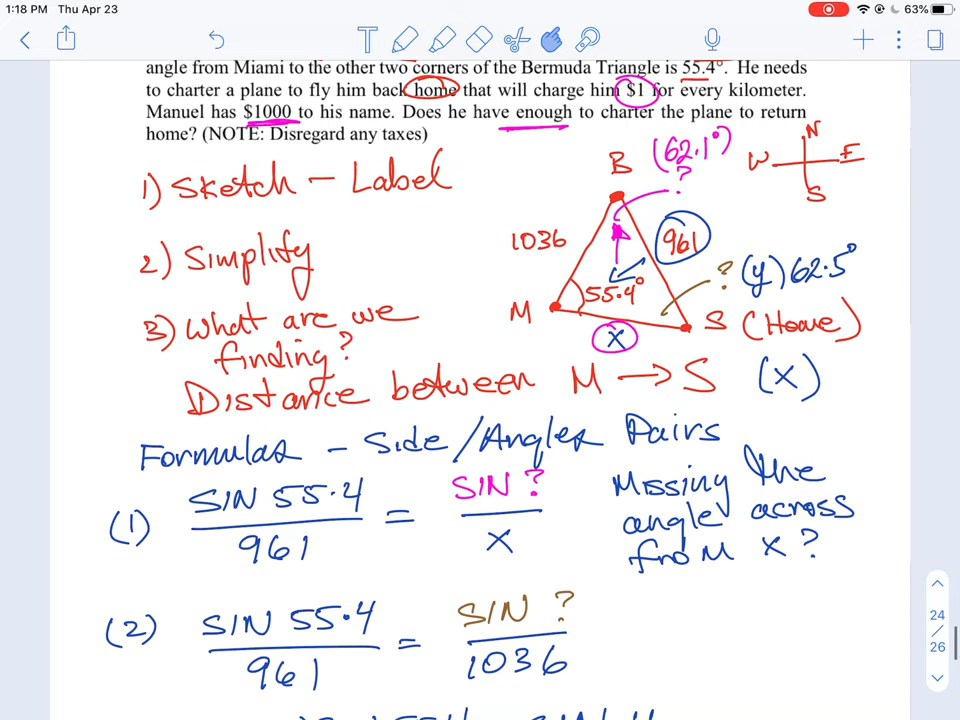 1:18 PM Thu Apr 23
63%
angle from Miami to the other two corners of the Bermuda Triangle is 55.4°. He needs
to charter a plane to fly him back home that will charge him $1 for every kilometer.
Manuel has $1000 to his name. Does he have enough to charter the plane to return
home? (NOTE: Disregard any taxes)
B (62.1°)
?
N
W E
S
1) Sketch - Label
1036
961
2) Simplify
55.4°
? (y) 62.5°
M
S (Home)
x
3) What are we
finding?
Distance between M → S (x)
Formulas - Side/Angles Pairs
(1) SIN 55.4 / 961 = SIN ? / x
Missing the
angle across
from x?
(2) SIN 55.4 / 961 = SIN ? / 1036
24
/
26